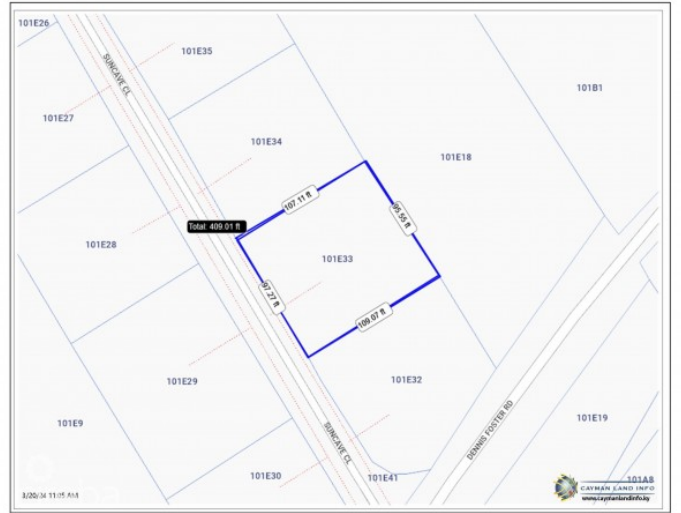 101E26
SUNCAVE CL
101E35
101B1
101E27
101E34
101E18
107.11 ft
95.55 ft
Total: 409.01 ft
101E28
101E33
97.27 ft
109.07 ft
101E29
101E32
101E9
SUNCAVE CL
DENNIS FOSTER RD
101E19
101E30
101E41
101A8
CAYMAN LAND INFO
www.caymanlandinfo.ky
3/20/24 11:05 AM